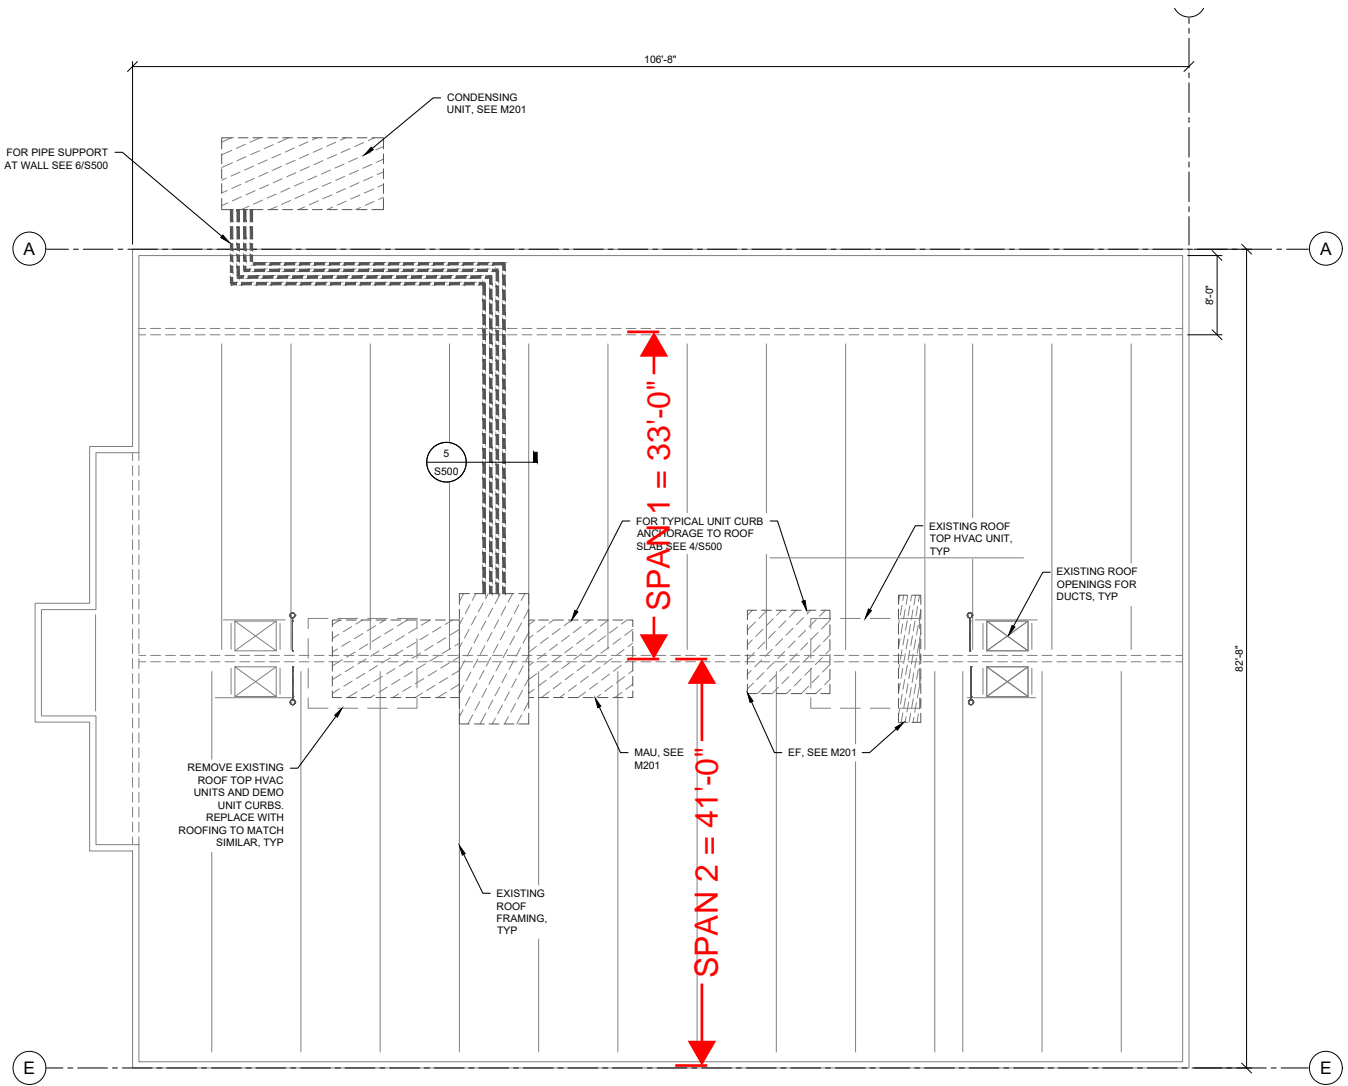 106'-8"
CONDENSING
UNIT, SEE M201
FOR PIPE SUPPORT
AT WALL SEE 6/S500
A
A
8'-0"
SPAN 1 = 33'-0"
5
S500
FOR TYPICAL UNIT CURB
ANCHORAGE TO ROOF
SLAB SEE 4/S500
EXISTING ROOF
TOP HVAC UNIT,
TYP
EXISTING ROOF
OPENINGS FOR
DUCTS, TYP
82'-8"
MAU, SEE
M201
EF, SEE M201
REMOVE EXISTING
ROOF TOP HVAC
UNITS AND DEMO
UNIT CURBS.
REPLACE WITH
ROOFING TO MATCH
SIMILAR, TYP
SPAN 2 = 41'-0"
EXISTING
ROOF
FRAMING,
TYP
E
E